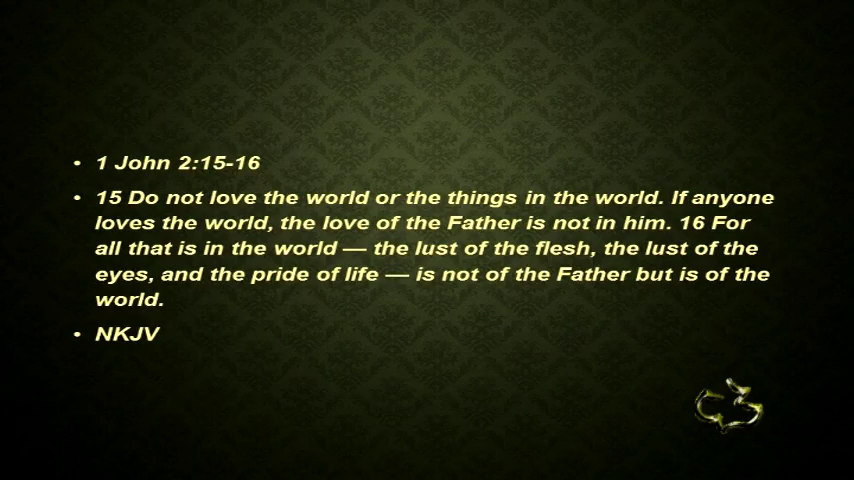 • 1 John 2:15-16
• 15 Do not love the world or the things in the world. If anyone
loves the world, the love of the Father is not in him. 16 For
all that is in the world — the lust of the flesh, the lust of the
eyes, and the pride of life — is not of the Father but is of the
world.
• NKJV
C3